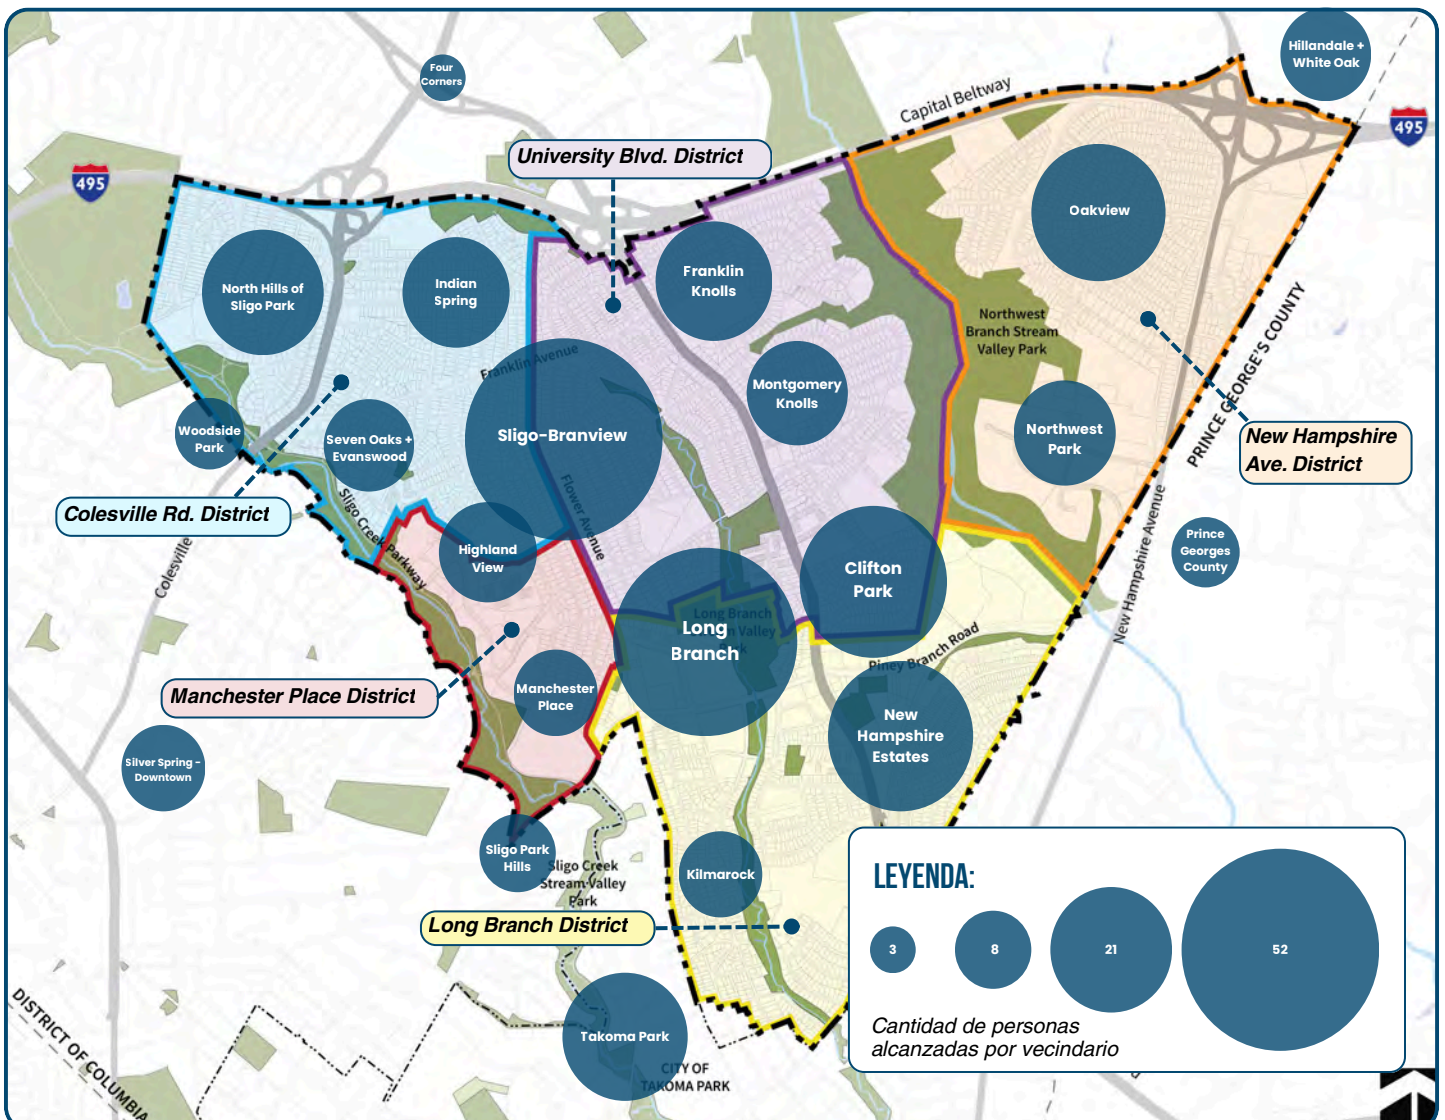 Hillandale +
White Oak
Four
Corners
Capital Beltway
495
University Blvd. District
495
Oakview
Franklin
Knolls
Indian
Spring
North Hills of
Sligo Park
Northwest
Branch Stream
Valley Park
PRINCE GEORGE'S COUNTY
Franklin Avenue
Montgomery
Knolls
Woodside
Park
Seven Oaks +
Evanswood
Sligo-Branview
Northwest
Park
New Hampshire
Ave. District
Colesville Rd. District
Sligo Creek Parkway
Flower Avenue
Highland
View
Prince
Georges
County
Colesville
New Hampshire Avenue
Clifton
Park
Long Branch
Valley
Long
Branch
Piney Branch Road
Manchester Place District
Manchester
Place
New
Hampshire
Estates
Silver Spring -
Downtown
Sligo Park
Hills
Sligo Creek
Stream Valley
Park
Kilmarock
Long Branch District
LEYENDA:
3
8
21
52
Cantidad de personas
alcanzadas por vecindario
DISTRICT OF COLUMBIA
Takoma Park
CITY OF
TAKOMA PARK